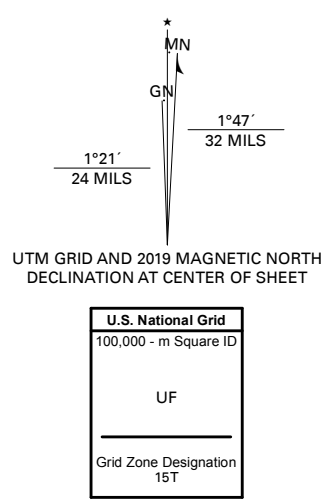 ★
MN
GN
1°47´
32 MILS
1°21´
24 MILS
UTM GRID AND 2019 MAGNETIC NORTH
DECLINATION AT CENTER OF SHEET
U.S. National Grid
100,000 - m Square ID
UF
Grid Zone Designation
15T